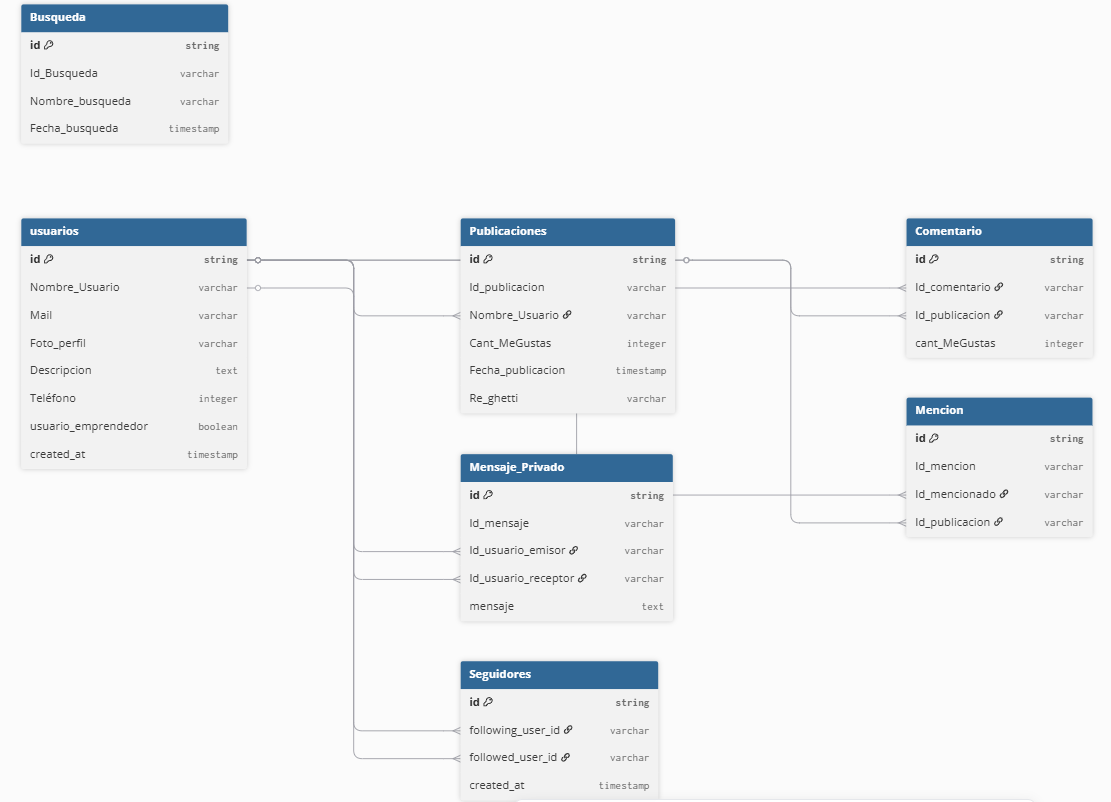 Busqueda
id string
Id_Busqueda varchar
Nombre_busqueda varchar
Fecha_busqueda timestamp
usuarios
id string
Nombre_Usuario varchar
Mail varchar
Foto_perfil varchar
Descripcion text
Teléfono integer
usuario_emprendedor boolean
created_at timestamp
Publicaciones
id string
Id_publicacion varchar
Nombre_Usuario varchar
Cant_MeGustas integer
Fecha_publicacion timestamp
Re_ghetti varchar
Comentario
id string
Id_comentario varchar
Id_publicacion varchar
cant_MeGustas integer
Mencion
id string
Id_mencion varchar
Id_mencionado varchar
Id_publicacion varchar
Mensaje_Privado
id string
Id_mensaje varchar
Id_usuario_emisor varchar
Id_usuario_receptor varchar
mensaje text
Seguidores
id string
following_user_id varchar
followed_user_id varchar
created_at timestamp